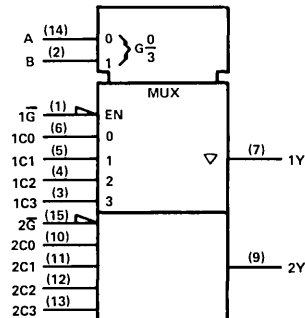 A (14) 0 } G 0/3
B (2) 1
MUX
1G̅ (1) EN
1C0 (6) 0
1C1 (5) 1 ▽ (7) 1Y
1C2 (4) 2
1C3 (3) 3
2G̅ (15)
2C0 (10)
2C1 (11) (9) 2Y
2C2 (12)
2C3 (13)